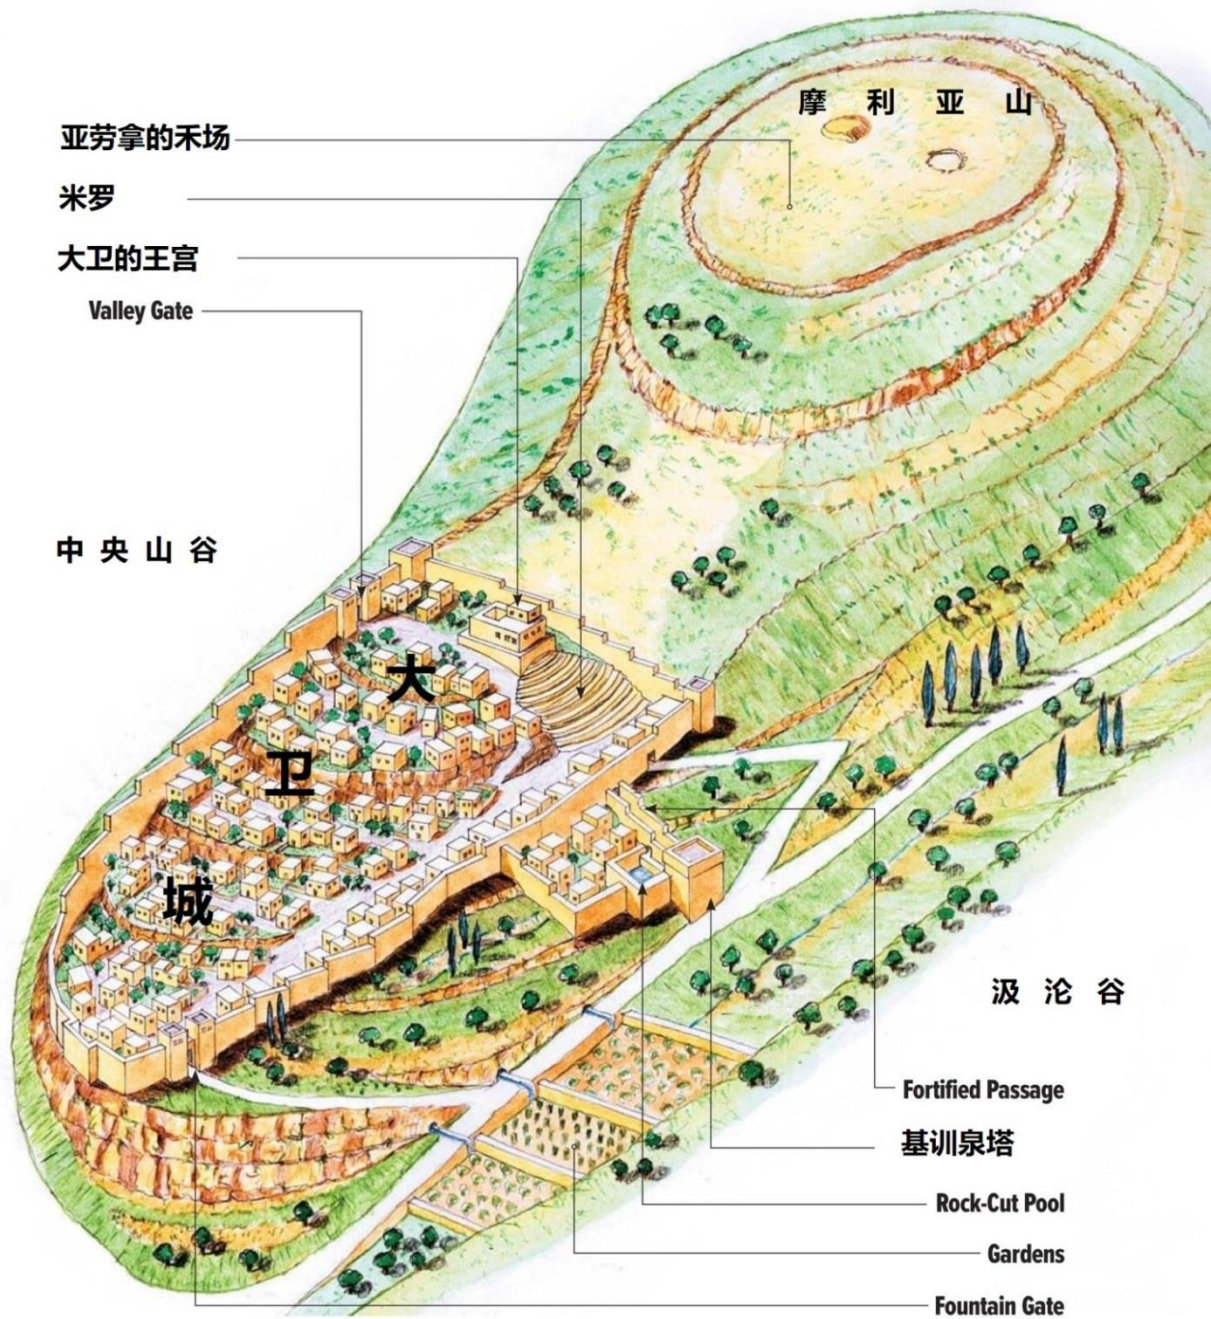 摩利亚山
亚劳拿的禾场
米罗
大卫的王宫
Valley Gate
中央山谷
大
卫
城
汲沦谷
Fortified Passage
基训泉塔
Rock-Cut Pool
Gardens
Fountain Gate